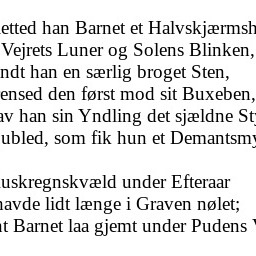 etted han Barnet et Halvskjærmsh
Vejrets Luner og Solens Blinken,
ndt han en særlig broget Sten,
ensed den først mod sit Buxeben,
av han sin Yndling det sjældne St
ubled, som fik hun et Demantsmy
uskregnskvæld under Efteraar
havde lidt længe i Graven nølet;
t Barnet laa gjemt under Pudens V